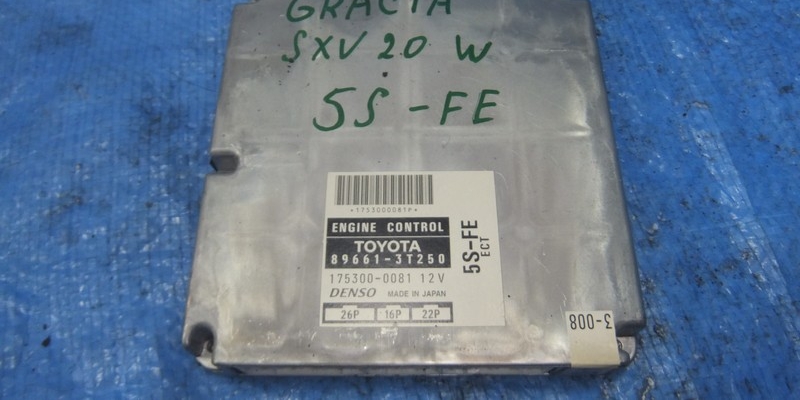 GRACIA
SXV20 W
5S-FE
*1753000081P*
ENGINE CONTROL
TOYOTA
89661-3T250
175300-0081 12V
DENSO MADE IN JAPAN
26P 16P 22P
5S-FE
ECT
3-008